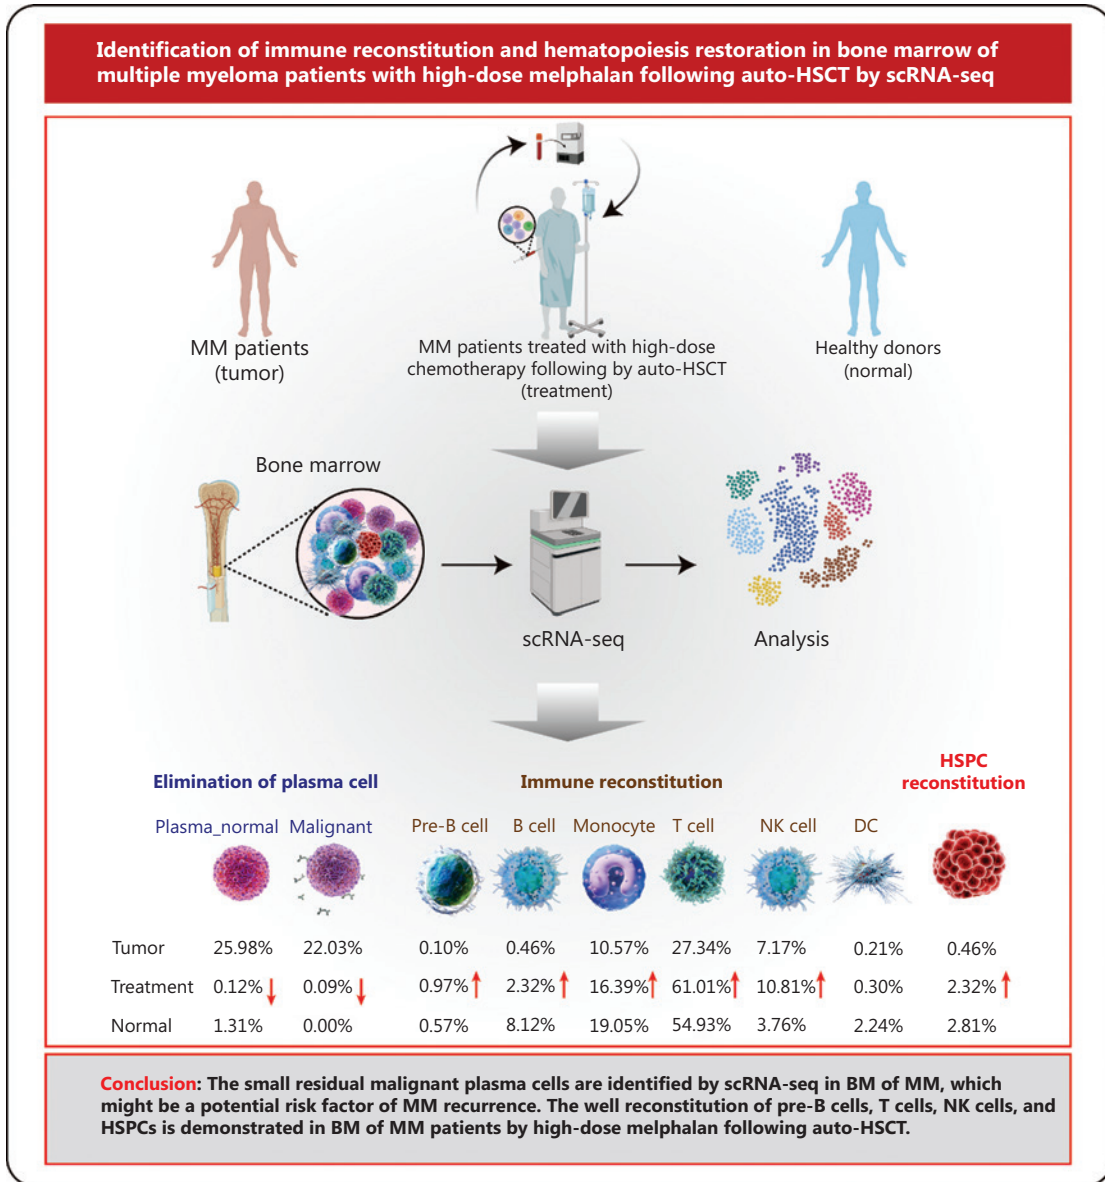 Identification of immune reconstitution and hematopoiesis restoration in bone marrow of
multiple myeloma patients with high-dose melphalan following auto-HSCT by scRNA-seq
MM patients
(tumor)
MM patients treated with high-dose
chemotherapy following by auto-HSCT
(treatment)
Healthy donors
(normal)
Bone marrow
scRNA-seq
Analysis
Elimination of plasma cell
Immune reconstitution
HSPC
reconstitution
Plasma_normal Malignant Pre-B cell B cell Monocyte T cell NK cell DC
Tumor 25.98% 22.03% 0.10% 0.46% 10.57% 27.34% 7.17% 0.21% 0.46%
Treatment 0.12% 0.09% 0.97% 2.32% 16.39% 61.01% 10.81% 0.30% 2.32%
Normal 1.31% 0.00% 0.57% 8.12% 19.05% 54.93% 3.76% 2.24% 2.81%
Conclusion: The small residual malignant plasma cells are identified by scRNA-seq in BM of MM, which
might be a potential risk factor of MM recurrence. The well reconstitution of pre-B cells, T cells, NK cells, and
HSPCs is demonstrated in BM of MM patients by high-dose melphalan following auto-HSCT.